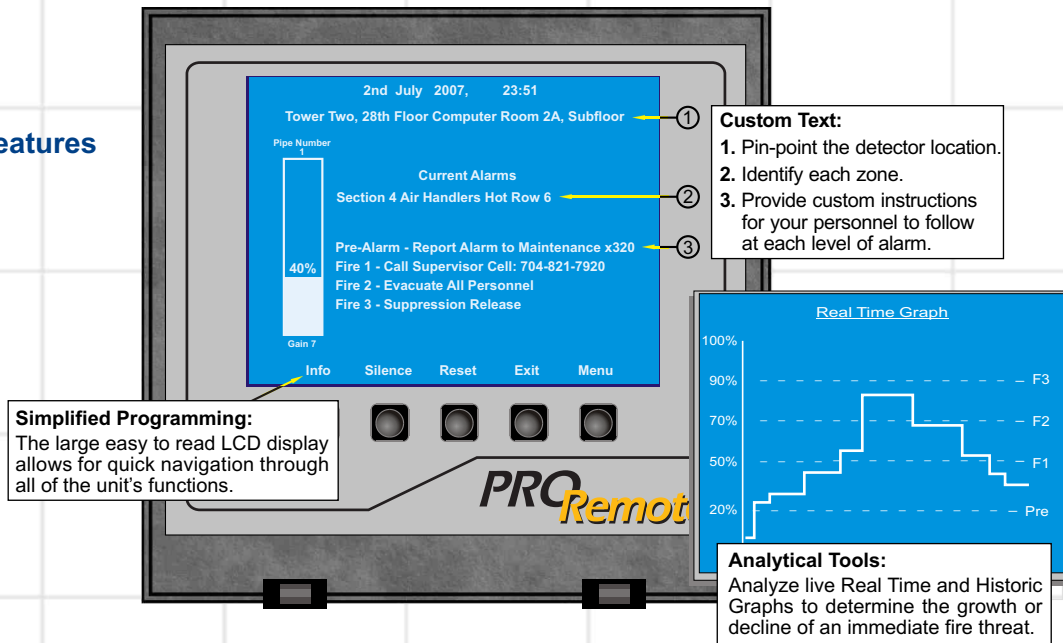 eatures
2nd July 2007, 23:51
Tower Two, 28th Floor Computer Room 2A, Subfloor
1
Pipe Number
1
Current Alarms
Section 4 Air Handlers Hot Row 6
2
Pre-Alarm - Report Alarm to Maintenance x320
3
Fire 1 - Call Supervisor Cell: 704-821-7920
Fire 2 - Evacuate All Personnel
Fire 3 - Suppression Release
40%
Gain 7
Info Silence Reset Exit Menu
Custom Text:
1. Pin-point the detector location.
2. Identify each zone.
3. Provide custom instructions
for your personnel to follow
at each level of alarm.
Simplified Programming:
The large easy to read LCD display
allows for quick navigation through
all of the unit's functions.
PRO
Remot
Real Time Graph
100%
90% F3
70% F2
50% F1
20% Pre
Analytical Tools:
Analyze live Real Time and Historic
Graphs to determine the growth or
decline of an immediate fire threat.